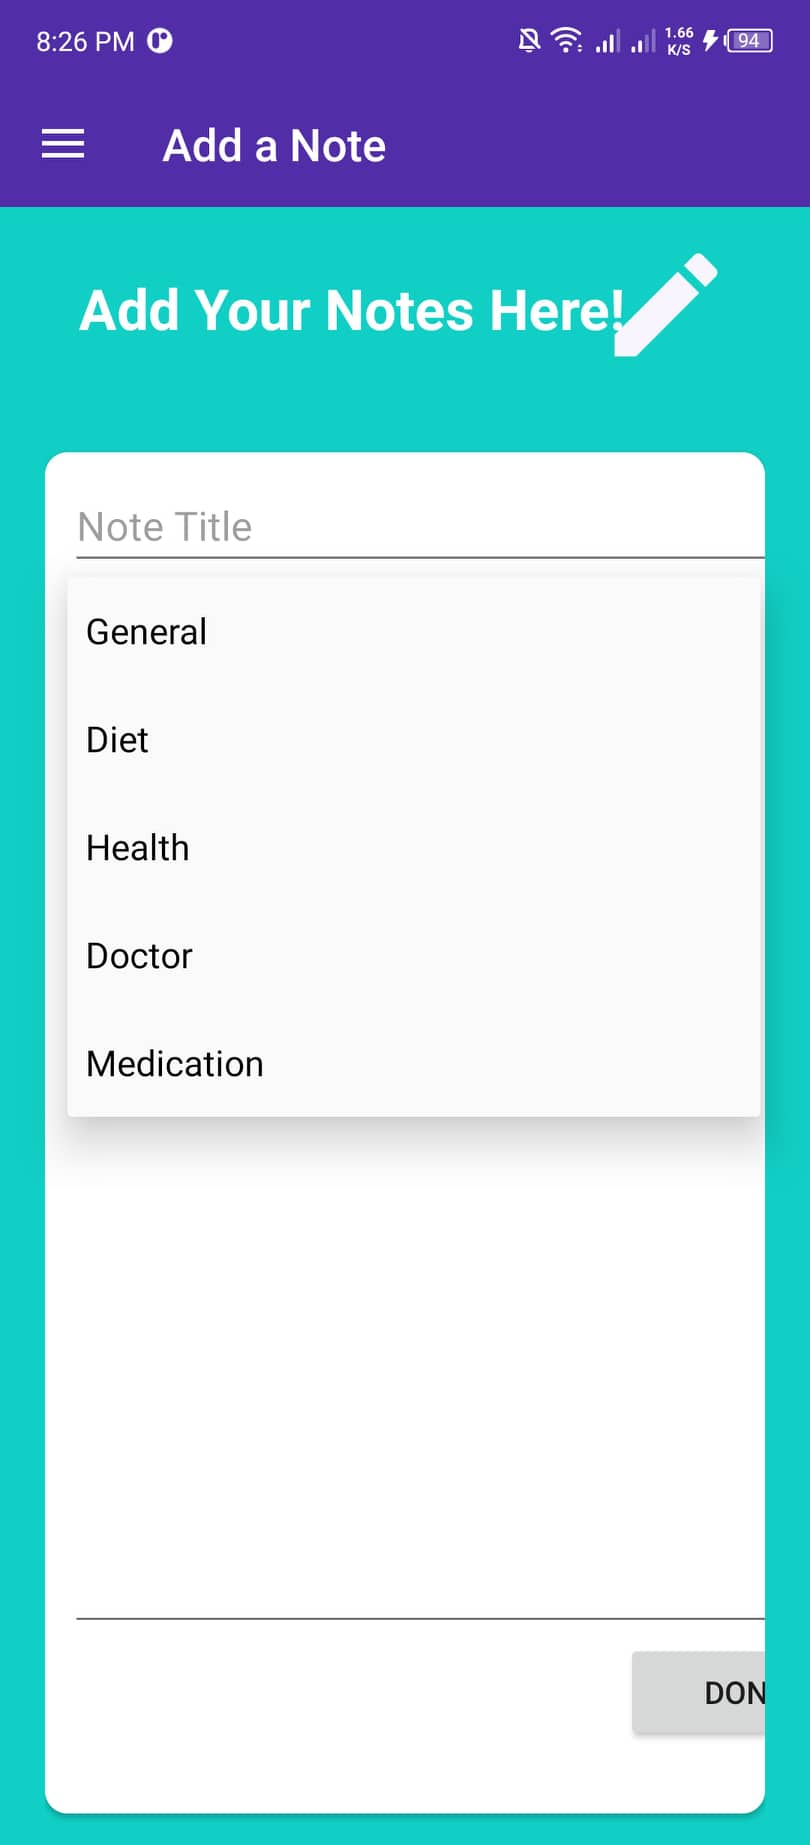 8:26 PM 1.66 K/S 94
Add a Note
Add Your Notes Here!
Note Title
General
Diet
Health
Doctor
Medication
DON